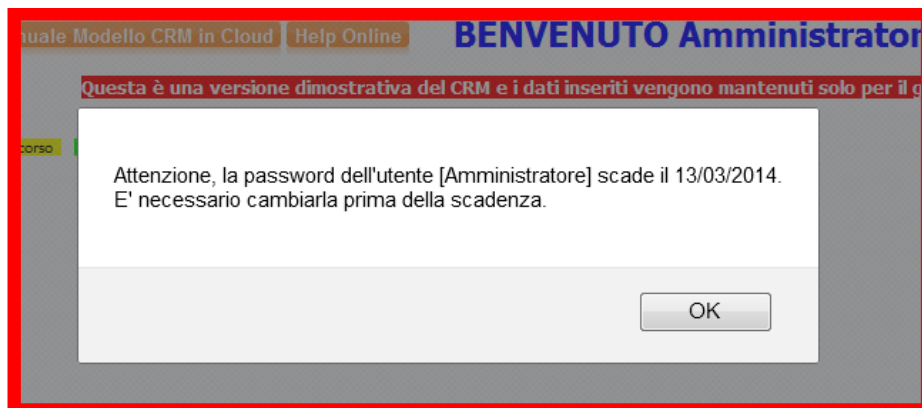 nuale Modello CRM in Cloud Help Online BENVENUTO Amministrator
Questa è una versione dimostrativa del CRM e i dati inseriti vengono mantenuti solo per il g
corso
Attenzione, la password dell'utente [Amministratore] scade il 13/03/2014.
E' necessario cambiarla prima della scadenza.
OK